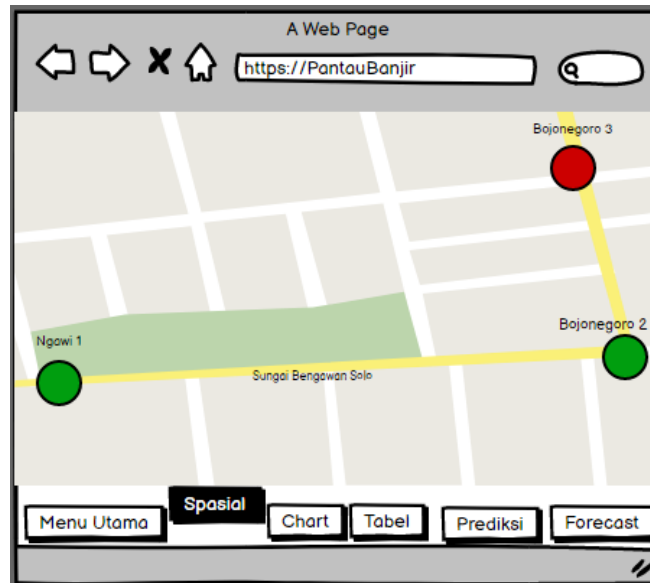 A Web Page
https://PantauBanjir
Bojonegoro 3
Bojonegoro 2
Ngawi 1
Sungai Bengawan Solo
Menu Utama
Spasial
Chart
Tabel
Prediksi
Forecast